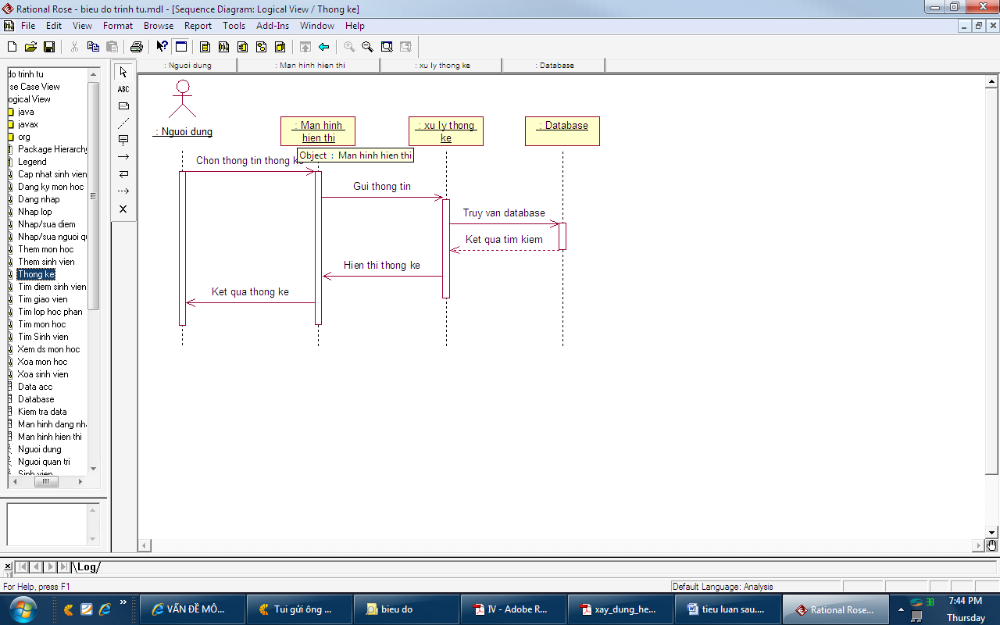 Rational Rose - bieu do trinh tu.mdl - [Sequence Diagram: Logical View / Thong ke]
File Edit View Format Browse Report Tools Add-Ins Window Help
ABC
do trinh tu
se Case View
ogical View
java
javax
org
Package Hierarchy
Legend
Cap nhat sinh vien
Dang ky mon hoc
Dang nhap
Nhap lop
Nhap/sua diem
Nhap/sua nguoi qu
Them mon hoc
Them sinh vien
Thong ke
Tim diem sinh vien
Tim giao vien
Tim lop hoc phan
Tim mon hoc
Tim Sinh vien
Xem ds mon hoc
Xoa mon hoc
Xoa sinh vien
Data acc
Database
Kiem tra data
Man hinh dang nha
Man hinh hien thi
Nguoi dung
Nguoi quan tri
Sinh vien
: Nguoi dung : Man hinh hien thi : xu ly thong ke : Database
: Nguoi dung
: Man hinh
hien thi
: xu ly thong
ke
: Database
Object : Man hinh hien thi
Chon thong tin thong ke
Gui thong tin
Truy van database
Ket qua tim kiem
Hien thi thong ke
Ket qua thong ke
Log
For Help, press F1
Default Language: Analysis
VẤN ĐỀ MÔ...
Tui gửi ông ...
bieu do
IV - Adobe R...
xay_dung_he...
tieu luan sau....
Rational Rose...
38
7:44 PM
Thursday